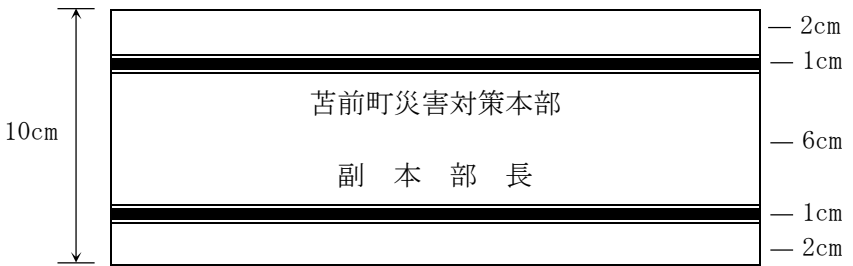 2cm
1cm
苫前町災害対策本部
10cm
6cm
副 本 部 長
1cm
2cm